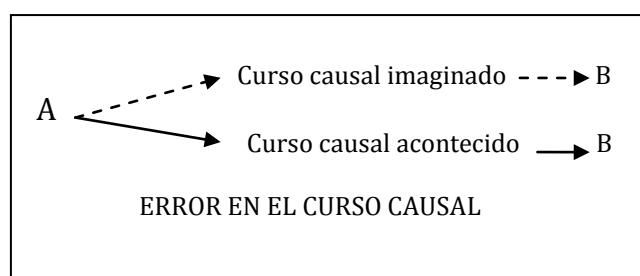 Curso causal imaginado B
A
Curso causal acontecido B
ERROR EN EL CURSO CAUSAL